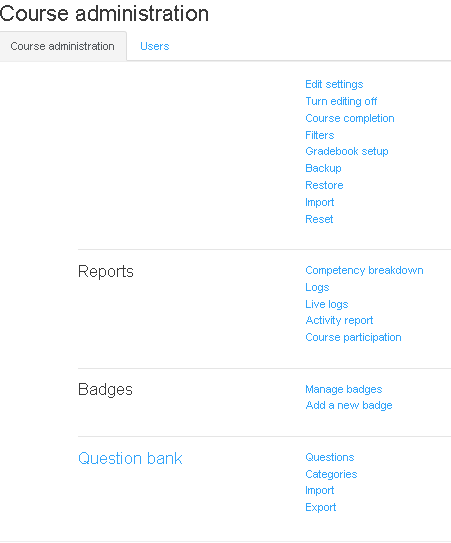 Course administration
Course administration Users
Edit settings
Turn editing off
Course completion
Filters
Gradebook setup
Backup
Restore
Import
Reset
Reports
Competency breakdown
Logs
Live logs
Activity report
Course participation
Badges
Manage badges
Add a new badge
Question bank
Questions
Categories
Import
Export